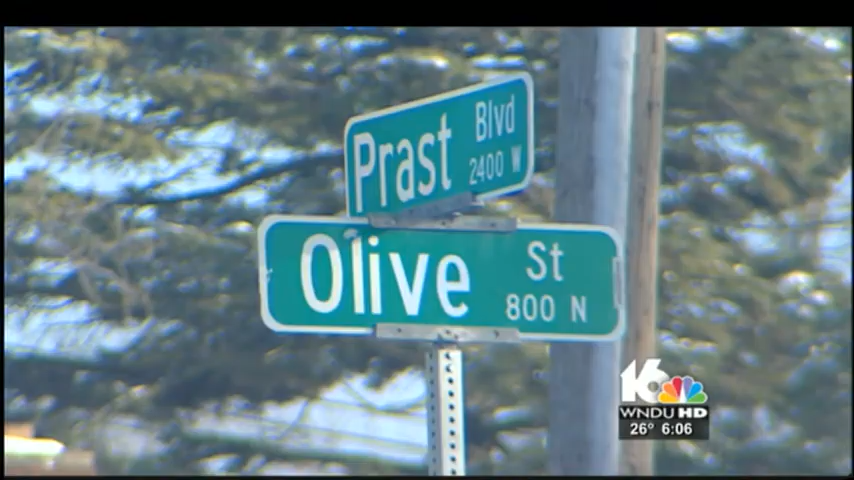 Prast Blvd
2400 W
Olive St
800 N
16
WNDU HD
26° 6:06